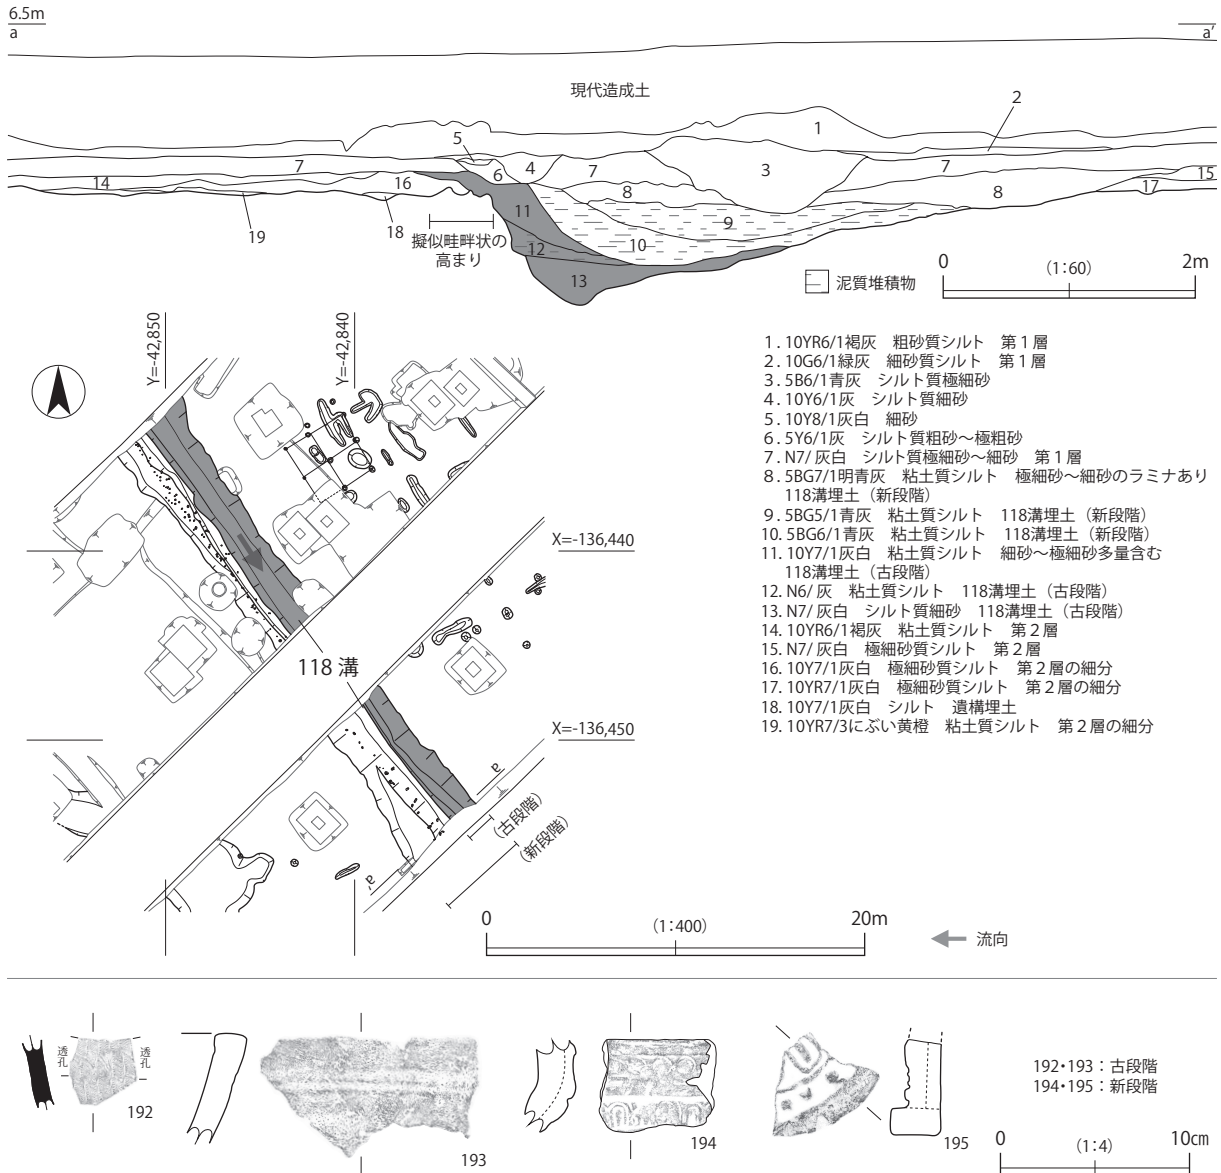 6.5m
a
a'
現代造成土
1
2
5
7
6
4
7
3
7
15
14
16
8
8
17
11
9
19
18
擬似畦畔状の
高まり
12
10
13
泥質堆積物
0
(1:60)
2m
Y=-42,850
Y=-42,840
X=-136,440
118 溝
X=-136,450
a
a'
(古段階)
(新段階)
1. 10YR6/1褐灰 粗砂質シルト 第1層
2. 10G6/1緑灰 細砂質シルト 第1層
3. 5B6/1青灰 シルト質極細砂
4. 10Y6/1灰 シルト質細砂
5. 10Y8/1灰白 細砂
6. 5Y6/1灰 シルト質粗砂～極粗砂
7. N7/ 灰白 シルト質極細砂～細砂 第1層
8. 5BG7/1明青灰 粘土質シルト 極細砂～細砂のラミナあり
118溝埋土（新段階）
9. 5BG5/1青灰 粘土質シルト 118溝埋土（新段階）
10. 5BG6/1青灰 粘土質シルト 118溝埋土（新段階）
11. 10Y7/1灰白 粘土質シルト 細砂～極細砂多量含む
118溝埋土（古段階）
12. N6/ 灰 粘土質シルト 118溝埋土（古段階）
13. N7/ 灰白 シルト質細砂 118溝埋土（古段階）
14. 10YR6/1褐灰 粘土質シルト 第2層
15. N7/ 灰白 極細砂質シルト 第2層
16. 10Y7/1灰白 極細砂質シルト 第2層の細分
17. 10YR7/1灰白 極細砂質シルト 第2層の細分
18. 10Y7/1灰白 シルト 遺構埋土
19. 10YR7/3にぶい黄橙 粘土質シルト 第2層の細分
0
(1:400)
20m
流向
透孔
透孔
192
193
194
195
192・193：古段階
194・195：新段階
0
(1:4)
10㎝